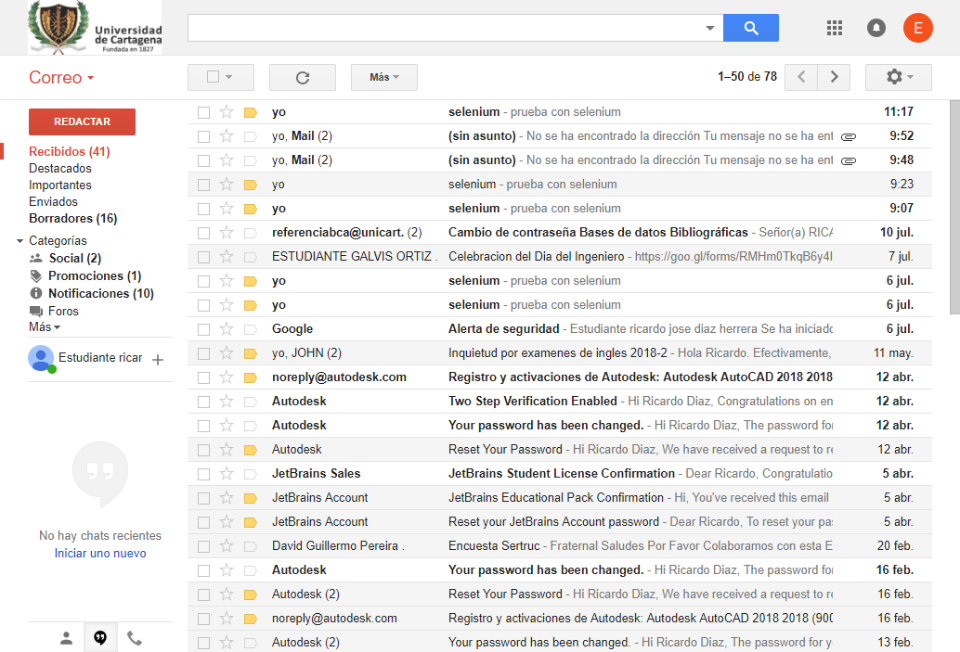 Universidad
de Cartagena
Fundada en 1827
E
Correo
Más
1–50 de 78
REDACTAR
Recibidos (41)
Destacados
Importantes
Enviados
Borradores (16)
Categorías
Social (2)
Promociones (1)
Notificaciones (10)
Foros
Más
Estudiante ricar
No hay chats recientes
Iniciar uno nuevo
yo selenium - prueba con selenium 11:17
yo, Mail (2) (sin asunto) - No se ha encontrado la dirección Tu mensaje no se ha ent 9:52
yo, Mail (2) (sin asunto) - No se ha encontrado la dirección Tu mensaje no se ha ent 9:48
yo selenium - prueba con selenium 9:23
yo selenium - prueba con selenium 9:07
referenciabca@unicart. (2) Cambio de contraseña Bases de datos Bibliográficas - Señor(a) RICA 10 jul.
ESTUDIANTE GALVIS ORTIZ . Celebracion del Dia del Ingeniero - https://goo.gl/forms/RMHm0TkqB6y4I 7 jul.
yo selenium - prueba con selenium 6 jul.
yo selenium - prueba con selenium 6 jul.
Google Alerta de seguridad - Estudiante ricardo jose diaz herrera Se ha iniciado 6 jul.
yo, JOHN (2) Inquietud por examenes de ingles 2018-2 - Hola Ricardo. Efectivamente, 11 may.
noreply@autodesk.com Registro y activaciones de Autodesk: Autodesk AutoCAD 2018 2018 12 abr.
Autodesk Two Step Verification Enabled - Hi Ricardo Diaz, Congratulations on en 12 abr.
Autodesk Your password has been changed. - Hi Ricardo Diaz, The password for 12 abr.
Autodesk Reset Your Password - Hi Ricardo Diaz, We have received a request to re 12 abr.
JetBrains Sales JetBrains Student License Confirmation - Dear Ricardo, Congratulatio 5 abr.
JetBrains Account JetBrains Educational Pack Confirmation - Hi, You've received this email 5 abr.
JetBrains Account Reset your JetBrains Account password - Dear Ricardo, To reset your pas 5 abr.
David Guillermo Pereira . Encuesta Sertruc - Fraternal Saludes Por Favor Colaboramos con esta E 20 feb.
Autodesk Your password has been changed. - Hi Ricardo Diaz, The password for 16 feb.
Autodesk (2) Reset Your Password - Hi Ricardo Diaz, We have received a request to re 16 feb.
noreply@autodesk.com Registro y activaciones de Autodesk: Autodesk AutoCAD 2018 2018 (900 16 feb.
Autodesk (2) Your password has been changed. - Hi Ricardo Diaz, The password for y 13 feb.